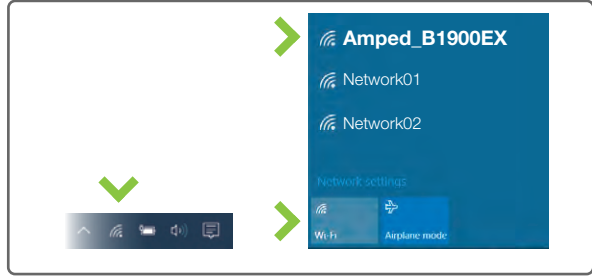 Amped_B1900EX
Network01
Network02
Network settings
Wi-Fi
Airplane mode